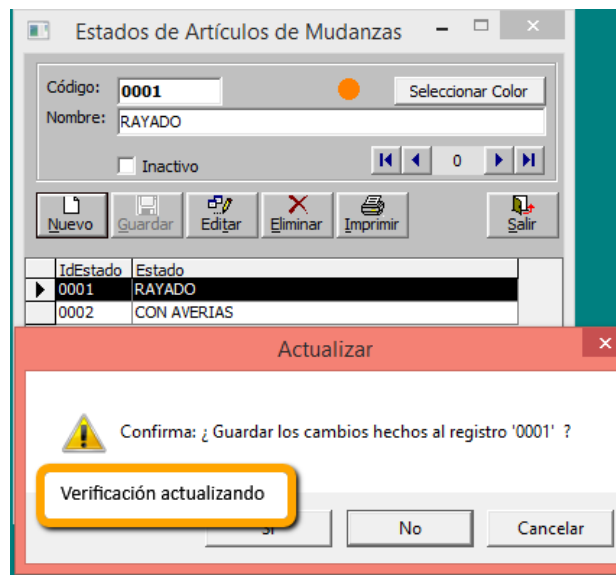 Estados de Artículos de Mudanzas
Código: 0001 Seleccionar Color
Nombre: RAYADO
Inactivo 0
Nuevo Guardar Editar Eliminar Imprimir Salir
IdEstado Estado
0001 RAYADO
0002 CON AVERIAS
Actualizar
Confirma: ¿ Guardar los cambios hechos al registro '0001' ?
Verificación actualizando
No Cancelar